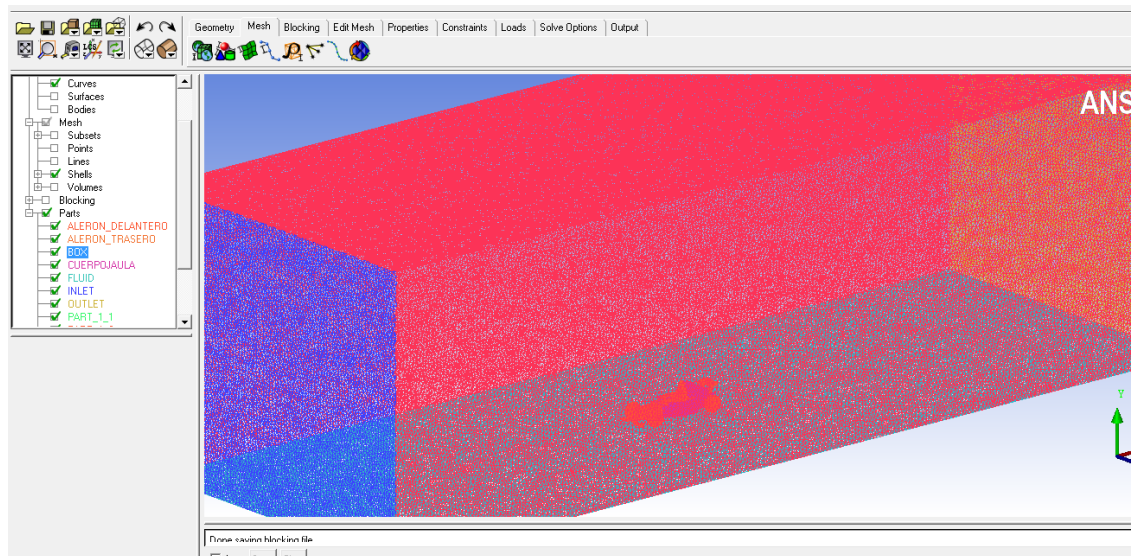 Geometry Mesh Blocking Edit Mesh Properties Constraints Loads Solve Options Output
LCS
Curves
Surfaces
Bodies
Mesh
Subsets
Points
Lines
Shells
Volumes
Blocking
Parts
ALERON_DELANTERO
ALERON_TRASERO
BOX
CUERPOJAULA
FLUID
INLET
OUTLET
PART_1_1
ANS
Y
Done saving blocking file